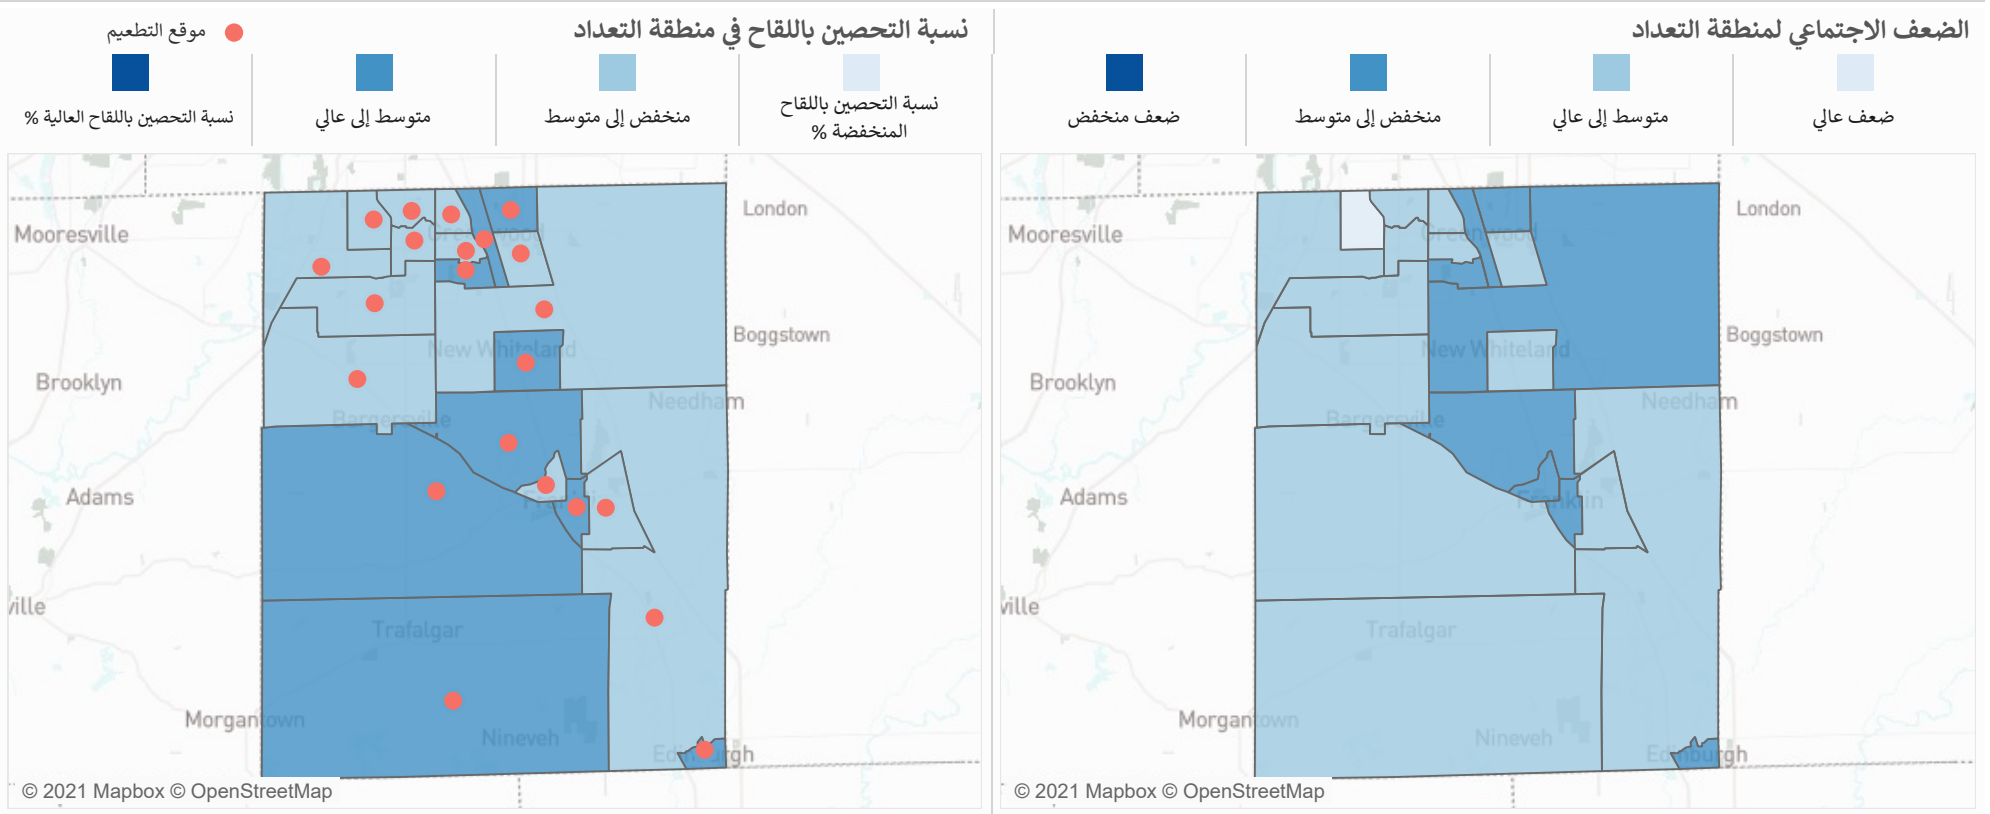 الضعف الاجتماعي لمنطقة التعداد
ضعف عالي
متوسط إلى عالي
منخفض إلى متوسط
ضعف منخفض
London
Mooresville
Greenwood
Boggstown
New Whiteland
Brooklyn
Needham
Bargersville
Adams
Franklin
ville
Trafalgar
Morgantown
Nineveh
Edinburgh
© 2021 Mapbox © OpenStreetMap
نسبة التحصين باللقاح في منطقة التعداد
موقع التطعيم
نسبة التحصين باللقاح
المنخفضة %
منخفض إلى متوسط
متوسط إلى عالي
نسبة التحصين باللقاح العالية %
London
Mooresville
Greenwood
Boggstown
New Whiteland
Brooklyn
Needham
Bargersville
Adams
Franklin
ville
Trafalgar
Morgantown
Nineveh
Edinburgh
© 2021 Mapbox © OpenStreetMap